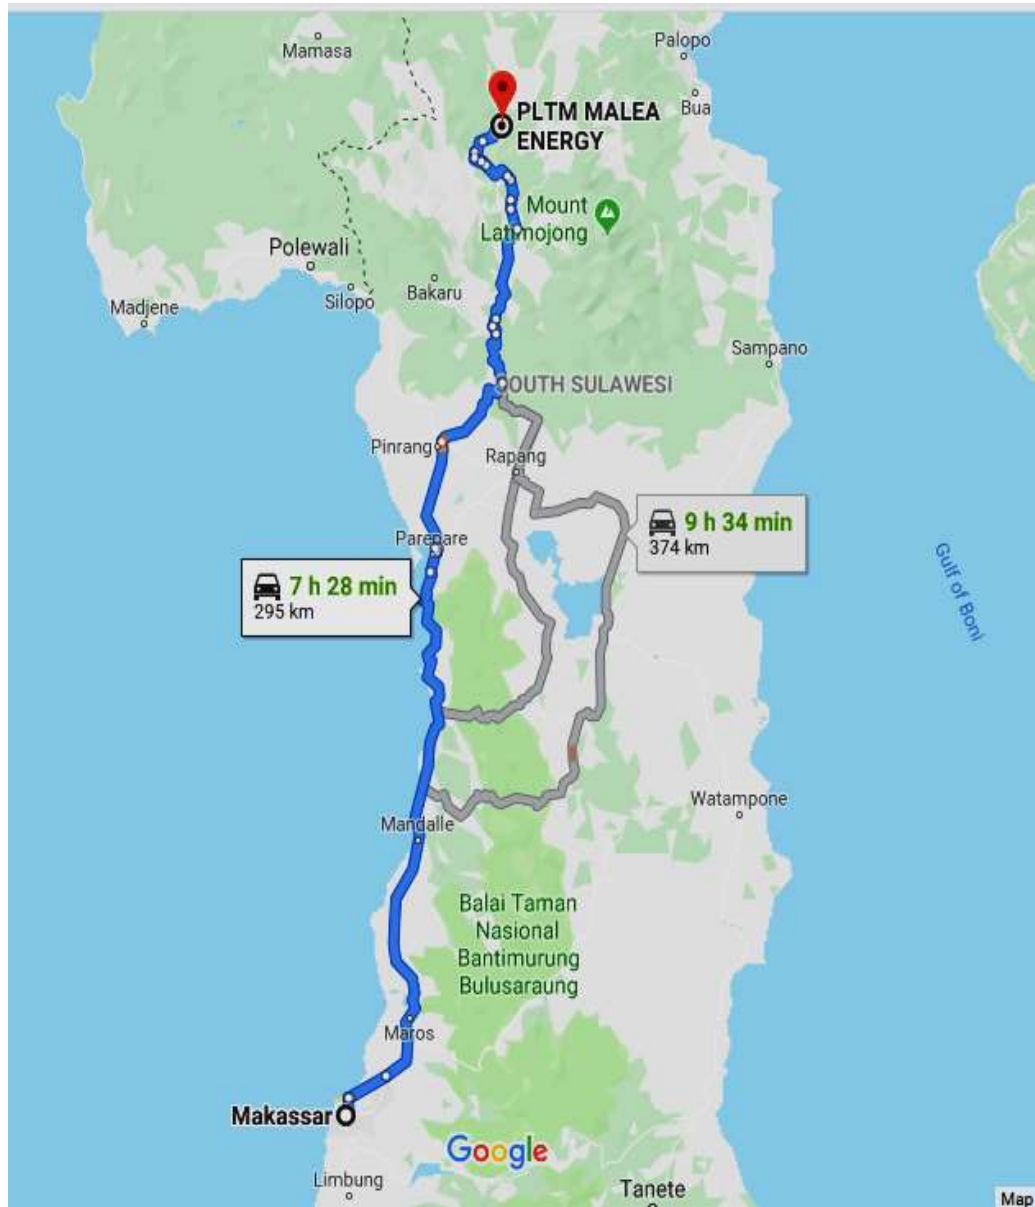 Palopo
Mamasa
Bua
PLTM MALEA
ENERGY
Mount
Latimojong
Polewali
Silopo
Bakaru
Madjene
Sampano
SOUTH SULAWESI
Pinrang
Rapang
9 h 34 min
374 km
Parepare
Gulf of Boni
7 h 28 min
295 km
Watampone
Mandalle
Balai Taman
Nasional
Bantimurung
Bulusaraung
Maros
Makassar
Google
Limbung
Tanete
Map